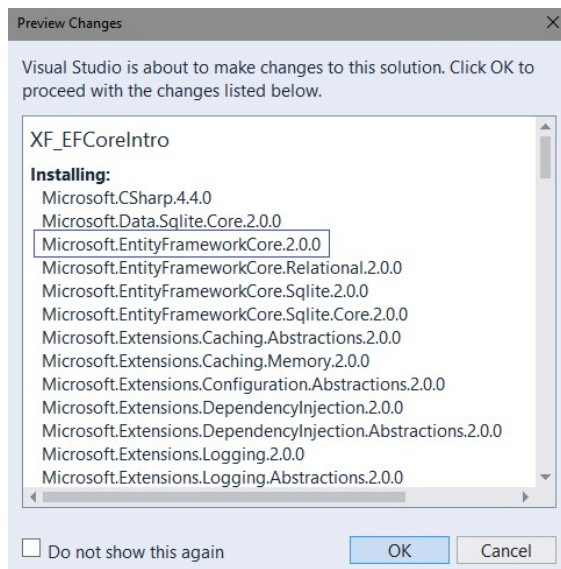 Preview Changes
Visual Studio is about to make changes to this solution. Click OK to
proceed with the changes listed below.
XF_EFCoreIntro
Installing:
Microsoft.CSharp.4.4.0
Microsoft.Data.Sqlite.Core.2.0.0
Microsoft.EntityFrameworkCore.2.0.0
Microsoft.EntityFrameworkCore.Relational.2.0.0
Microsoft.EntityFrameworkCore.Sqlite.2.0.0
Microsoft.EntityFrameworkCore.Sqlite.Core.2.0.0
Microsoft.Extensions.Caching.Abstractions.2.0.0
Microsoft.Extensions.Caching.Memory.2.0.0
Microsoft.Extensions.Configuration.Abstractions.2.0.0
Microsoft.Extensions.DependencyInjection.2.0.0
Microsoft.Extensions.DependencyInjection.Abstractions.2.0.0
Microsoft.Extensions.Logging.2.0.0
Microsoft.Extensions.Logging.Abstractions.2.0.0
Do not show this again
OK
Cancel